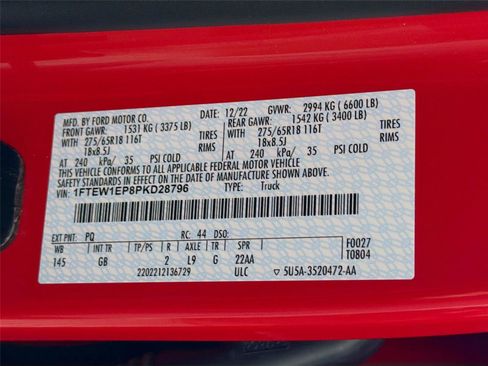 MFD. BY FORD MOTOR CO.
DATE: 12/22 GVWR: 2994 KG (6600 LB)
FRONT GAWR: 1531 KG (3375 LB) REAR GAWR: 1542 KG (3400 LB)
275/65R18 116T TIRES 275/65R18 116T TIRES
18x8.5J RIMS 18x8.5J RIMS
AT 240 kPa/ 35 PSI COLD AT 240 kPa/ 35 PSI COLD
THIS VEHICLE CONFORMS TO ALL APPLICABLE FEDERAL MOTOR VEHICLE
SAFETY AND THEFT PREVENTION STANDARDS IN EFFECT ON THE DATE OF MANUFACTURE SHOWN ABOVE.
VIN: 1FTEW1EP8PKD28796 TYPE: Truck
EXT PNT: PQ RC: 44 DSO: F0027
WB INT TR TP/PS R AXLE TR SPR T0804
145 GB 2 L9 G 22AA
2202212136729 ULC ▽ 5U5A-3520472-AA